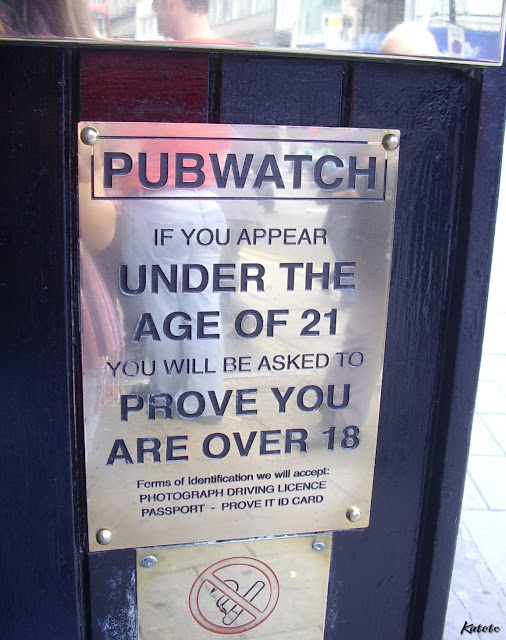 PUBWATCH
IF YOU APPEAR
UNDER THE
AGE OF 21
YOU WILL BE ASKED TO
PROVE YOU
ARE OVER 18
Forms of identification we will accept:
PHOTOGRAPH DRIVING LICENCE
PASSPORT - PROVE IT ID CARD
Kutoto